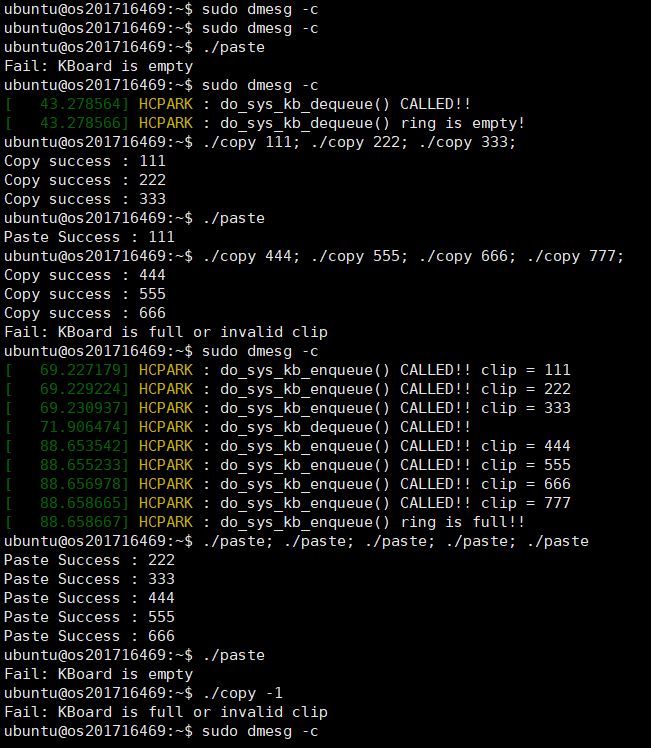 ubuntu@os201716469:~$ sudo dmesg -c
ubuntu@os201716469:~$ sudo dmesg -c
ubuntu@os201716469:~$ ./paste
Fail: KBoard is empty
ubuntu@os201716469:~$ sudo dmesg -c
[   43.278564] HCPARK : do_sys_kb_dequeue() CALLED!!
[   43.278566] HCPARK : do_sys_kb_dequeue() ring is empty!
ubuntu@os201716469:~$ ./copy 111; ./copy 222; ./copy 333;
Copy success : 111
Copy success : 222
Copy success : 333
ubuntu@os201716469:~$ ./paste
Paste Success : 111
ubuntu@os201716469:~$ ./copy 444; ./copy 555; ./copy 666; ./copy 777;
Copy success : 444
Copy success : 555
Copy success : 666
Fail: KBoard is full or invalid clip
ubuntu@os201716469:~$ sudo dmesg -c
[   69.227179] HCPARK : do_sys_kb_enqueue() CALLED!! clip = 111
[   69.229224] HCPARK : do_sys_kb_enqueue() CALLED!! clip = 222
[   69.230937] HCPARK : do_sys_kb_enqueue() CALLED!! clip = 333
[   71.906474] HCPARK : do_sys_kb_dequeue() CALLED!!
[   88.653542] HCPARK : do_sys_kb_enqueue() CALLED!! clip = 444
[   88.655233] HCPARK : do_sys_kb_enqueue() CALLED!! clip = 555
[   88.656978] HCPARK : do_sys_kb_enqueue() CALLED!! clip = 666
[   88.658665] HCPARK : do_sys_kb_enqueue() CALLED!! clip = 777
[   88.658667] HCPARK : do_sys_kb_enqueue() ring is full!!
ubuntu@os201716469:~$ ./paste; ./paste; ./paste; ./paste; ./paste
Paste Success : 222
Paste Success : 333
Paste Success : 444
Paste Success : 555
Paste Success : 666
ubuntu@os201716469:~$ ./paste
Fail: KBoard is empty
ubuntu@os201716469:~$ ./copy -1
Fail: KBoard is full or invalid clip
ubuntu@os201716469:~$ sudo dmesg -c